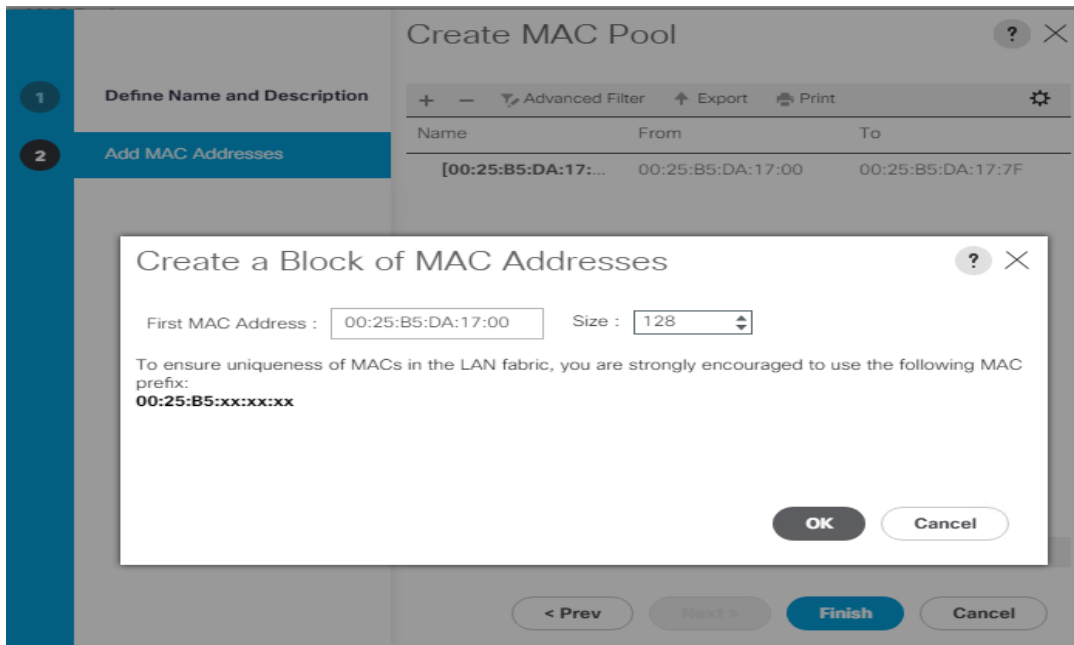 Create MAC Pool
?
1
Define Name and Description
+ − Advanced Filter Export Print
Name From To
2
Add MAC Addresses
[00:25:B5:DA:17:... 00:25:B5:DA:17:00 00:25:B5:DA:17:7F
Create a Block of MAC Addresses
?
First MAC Address : 00:25:B5:DA:17:00 Size : 128
To ensure uniqueness of MACs in the LAN fabric, you are strongly encouraged to use the following MAC
prefix:
00:25:B5:xx:xx:xx
OK Cancel
< Prev Next > Finish Cancel